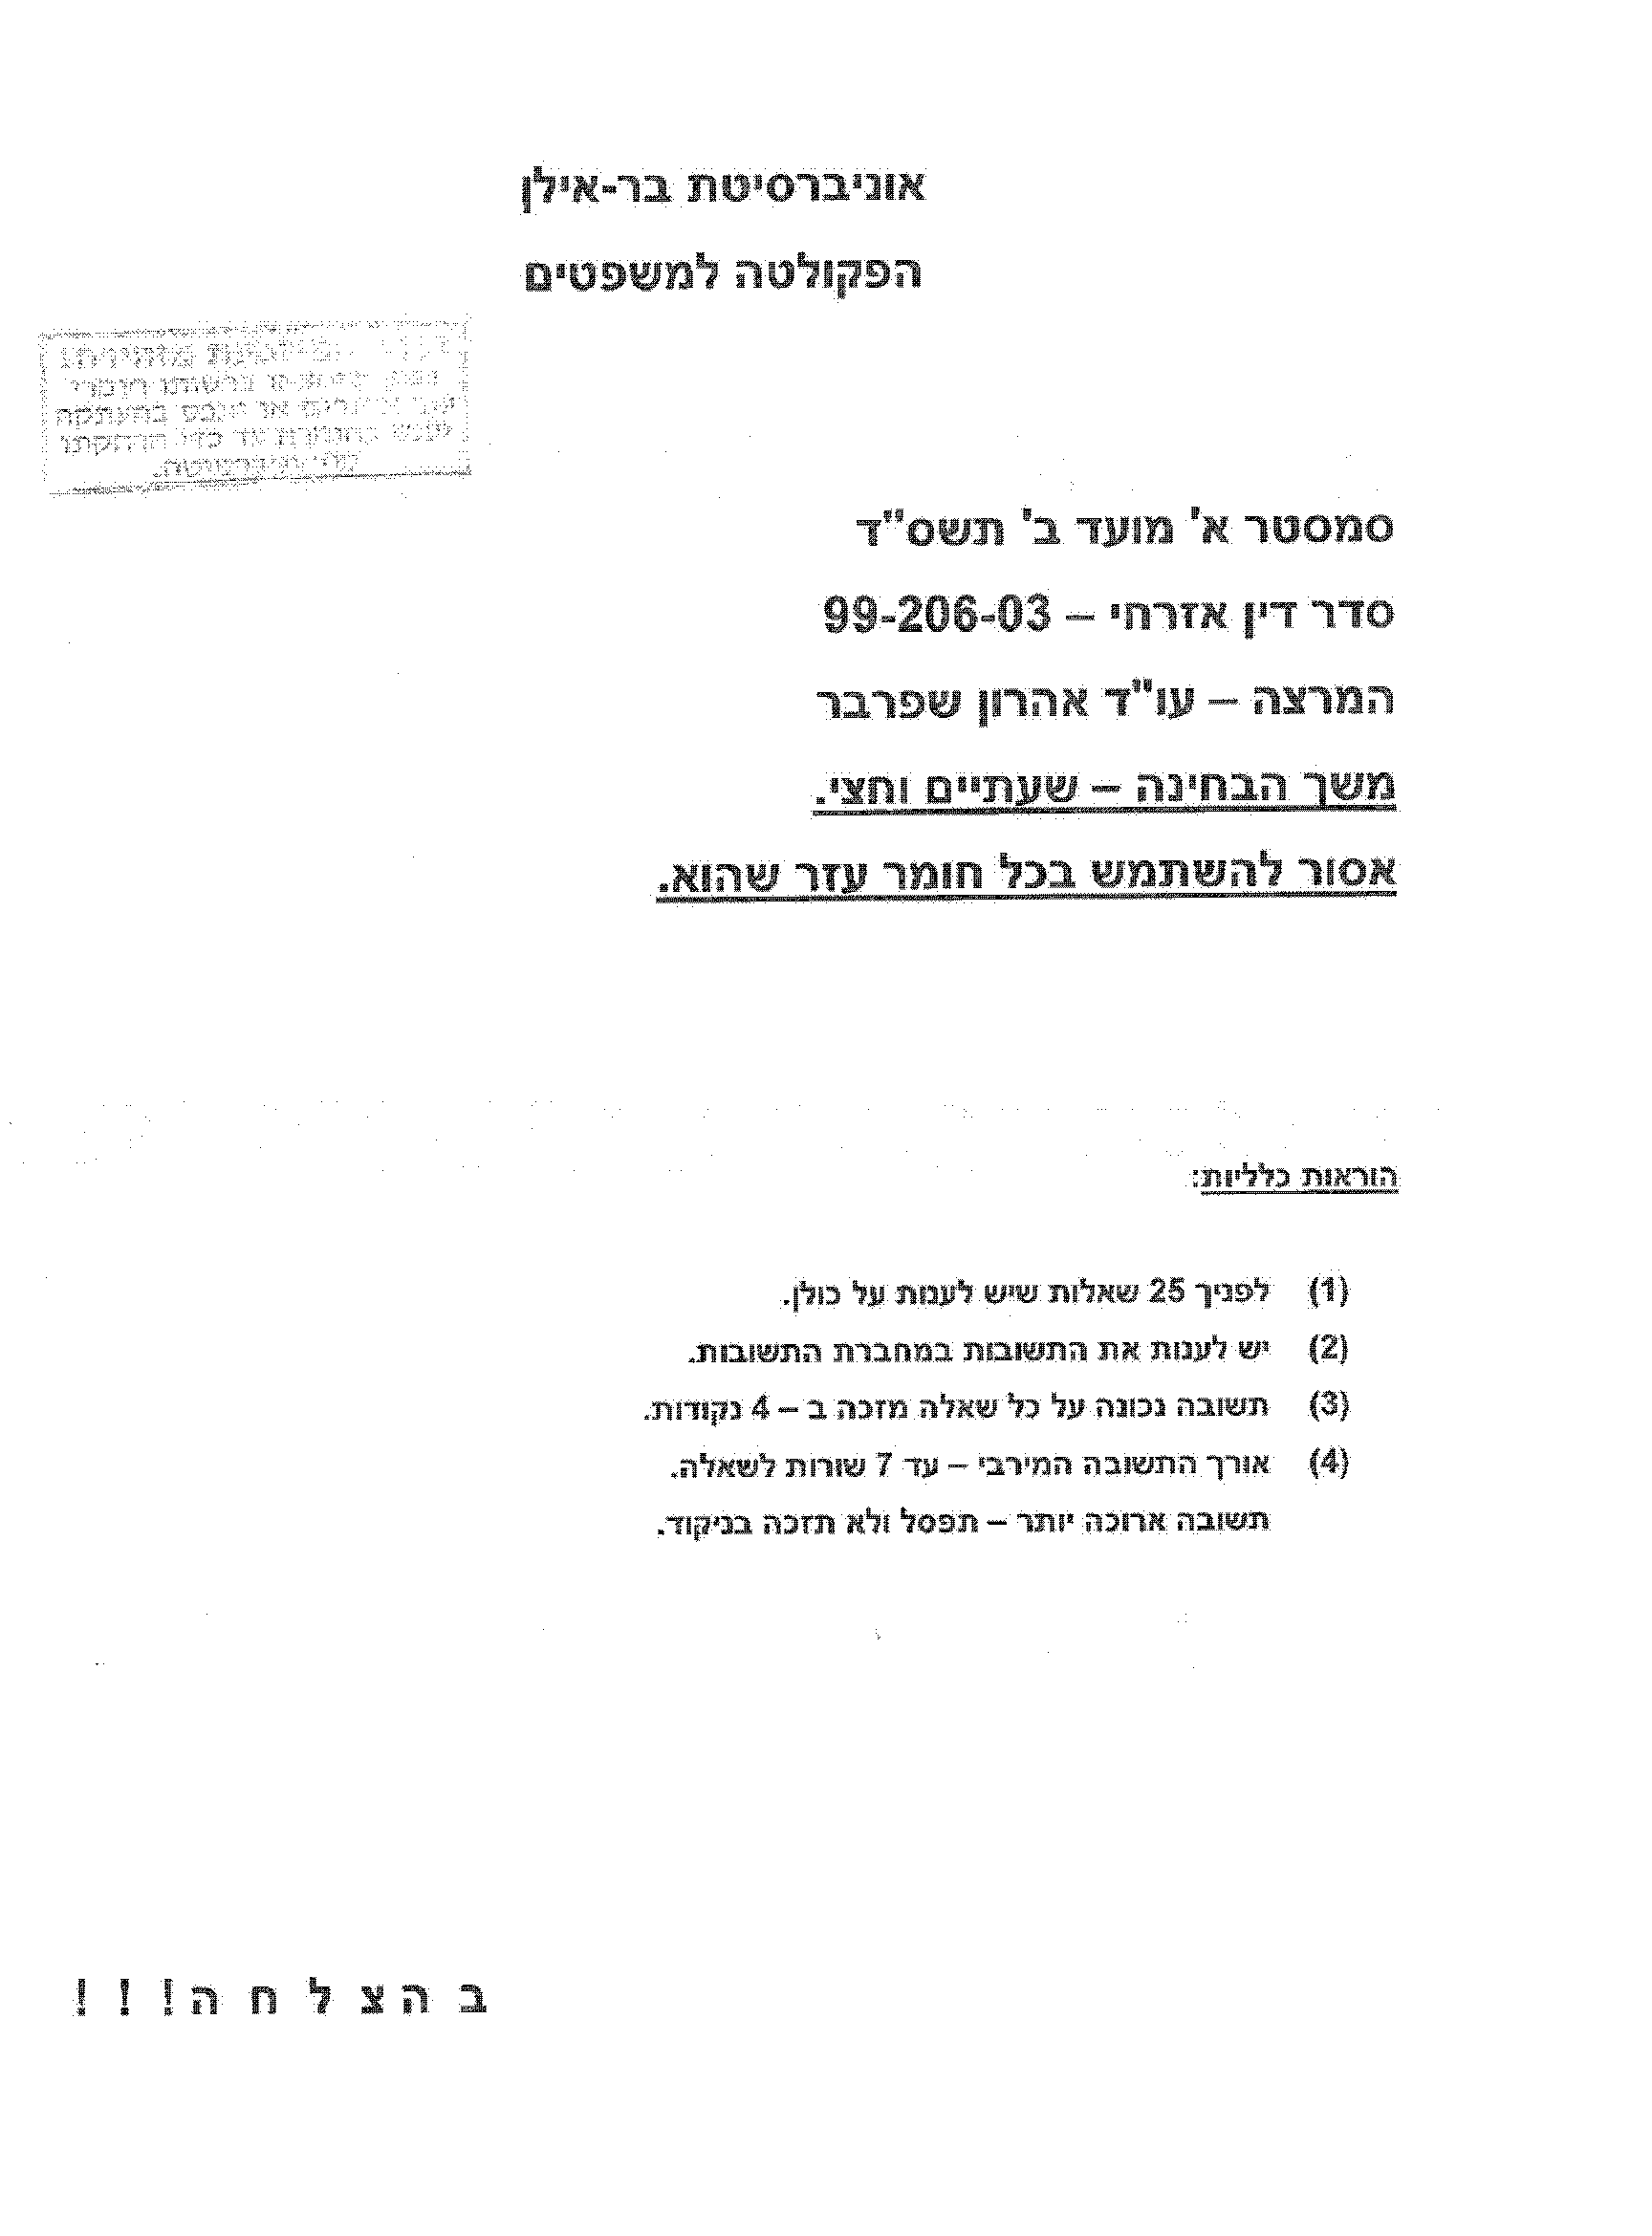 אוניברסיטת בר-אילן
הפקולטה למשפטים
בהעתקה
סמסטר א' מועד ב' תשס"ד
סדר דין אזרחי – 99-206-03
המרצה – עו"ד אהרון שפרבר
משך הבחינה – שעתיים וחצי.
אסור להשתמש בכל חומר עזר שהוא.
הוראות כלליות:
(1) לפניך 25 שאלות שיש לענות על כולן.
(2) יש לענות את התשובות במחברת התשובות.
(3) תשובה נכונה על כל שאלה מזכה ב – 4 נקודות.
(4) אורך התשובה המירבי – עד 7 שורות לשאלה.
תשובה ארוכה יותר – תפסל ולא תזכה בניקוד.
ב ה צ ל ח ה ! ! !